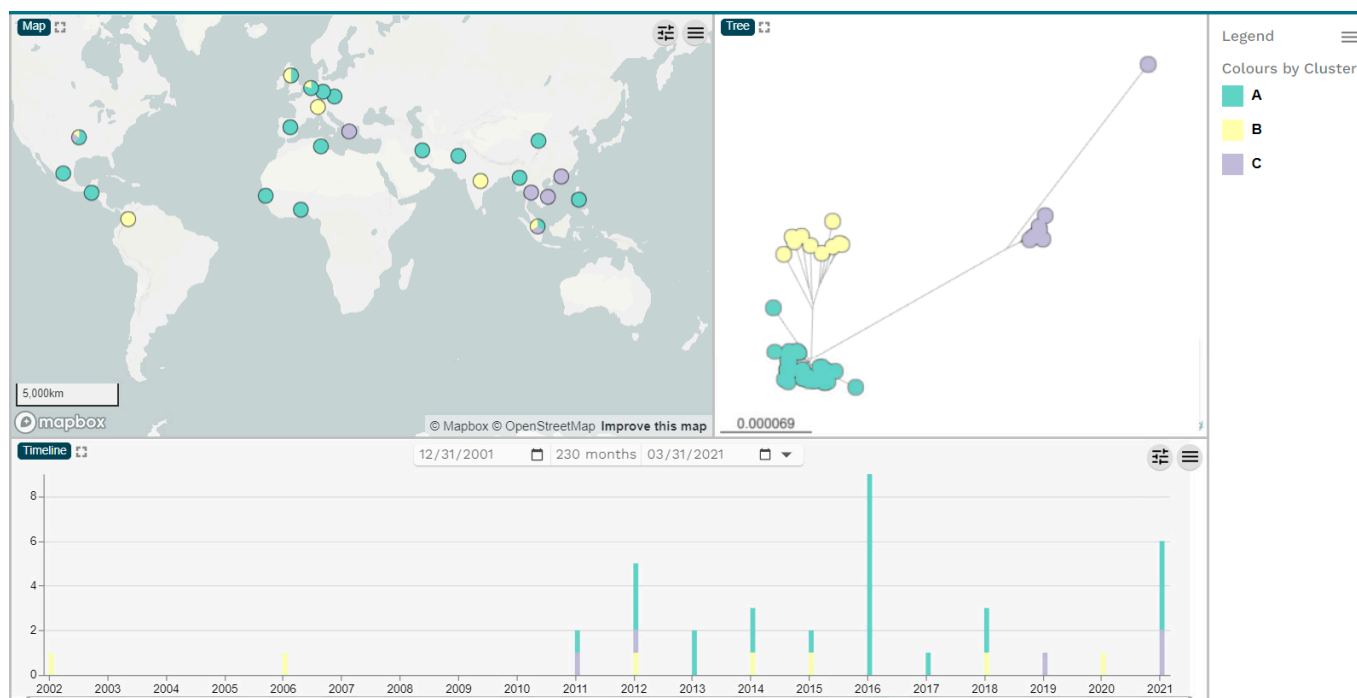 Map
5,000km
mapbox
© Mapbox © OpenStreetMap Improve this map
Tree
0.000069
Legend
Colours by Cluster
A
B
C
Timeline
12/31/2001 230 months 03/31/2021
8
6
4
2
0
2002 2003 2004 2005 2006 2007 2008 2009 2010 2011 2012 2013 2014 2015 2016 2017 2018 2019 2020 2021